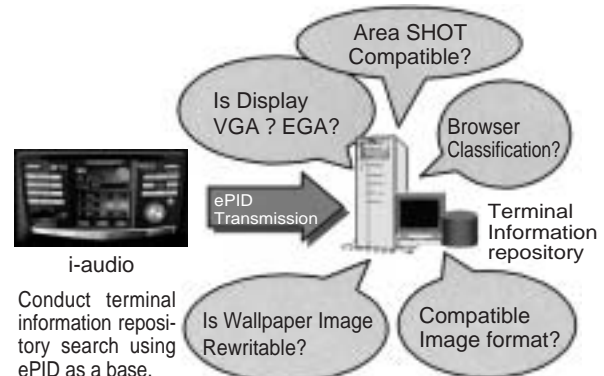 Area SHOT
Compatible?
Is Display
VGA ? EGA?
Browser
Classification?
ePID
Transmission
Terminal
Information
repository
i-audio
Conduct terminal
information reposi-
tory search using
ePID as a base.
Is Wallpaper Image
Rewritable?
Compatible
Image format?